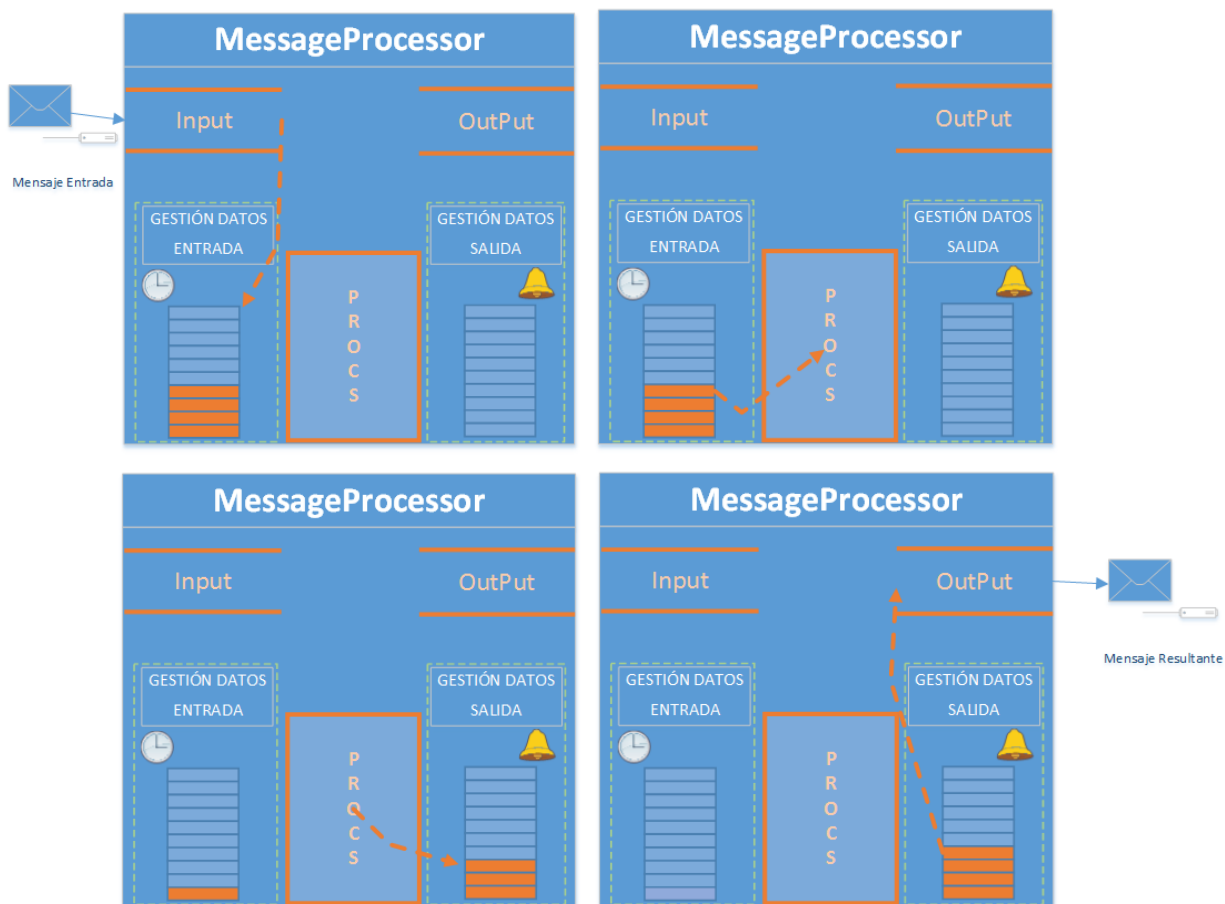 MessageProcessor
Input
OutPut
Mensaje Entrada
GESTIÓN DATOS
ENTRADA
GESTIÓN DATOS
SALIDA
P
R
O
C
S
MessageProcessor
Input
OutPut
GESTIÓN DATOS
ENTRADA
GESTIÓN DATOS
SALIDA
P
R
O
C
S
MessageProcessor
Input
OutPut
GESTIÓN DATOS
ENTRADA
GESTIÓN DATOS
SALIDA
P
R
O
C
S
MessageProcessor
Input
OutPut
Mensaje Resultante
GESTIÓN DATOS
ENTRADA
GESTIÓN DATOS
SALIDA
P
R
O
C
S